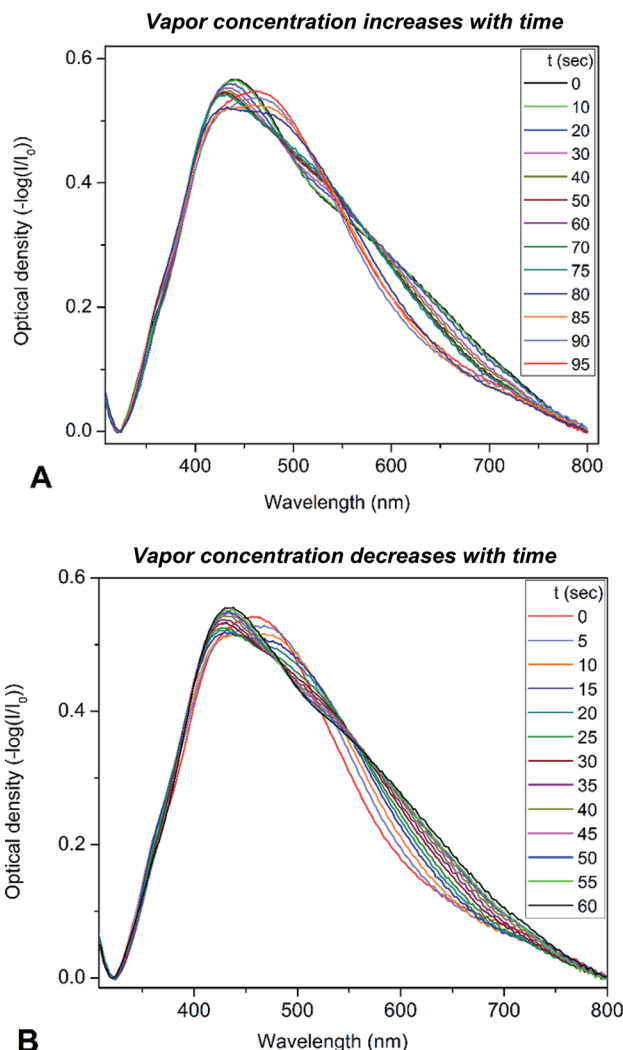 Vapor concentration increases with time
t (sec)
0
10
20
30
40
50
60
70
75
80
85
90
95
0.6
0.4
0.2
0.0
Optical density (-log(I/I0))
400 500 600 700 800
Wavelength (nm)
A
Vapor concentration decreases with time
t (sec)
0
5
10
15
20
25
30
35
40
45
50
55
60
0.6
0.4
0.2
0.0
Optical density (-log(I/I0))
400 500 600 700 800
Wavelength (nm)
B